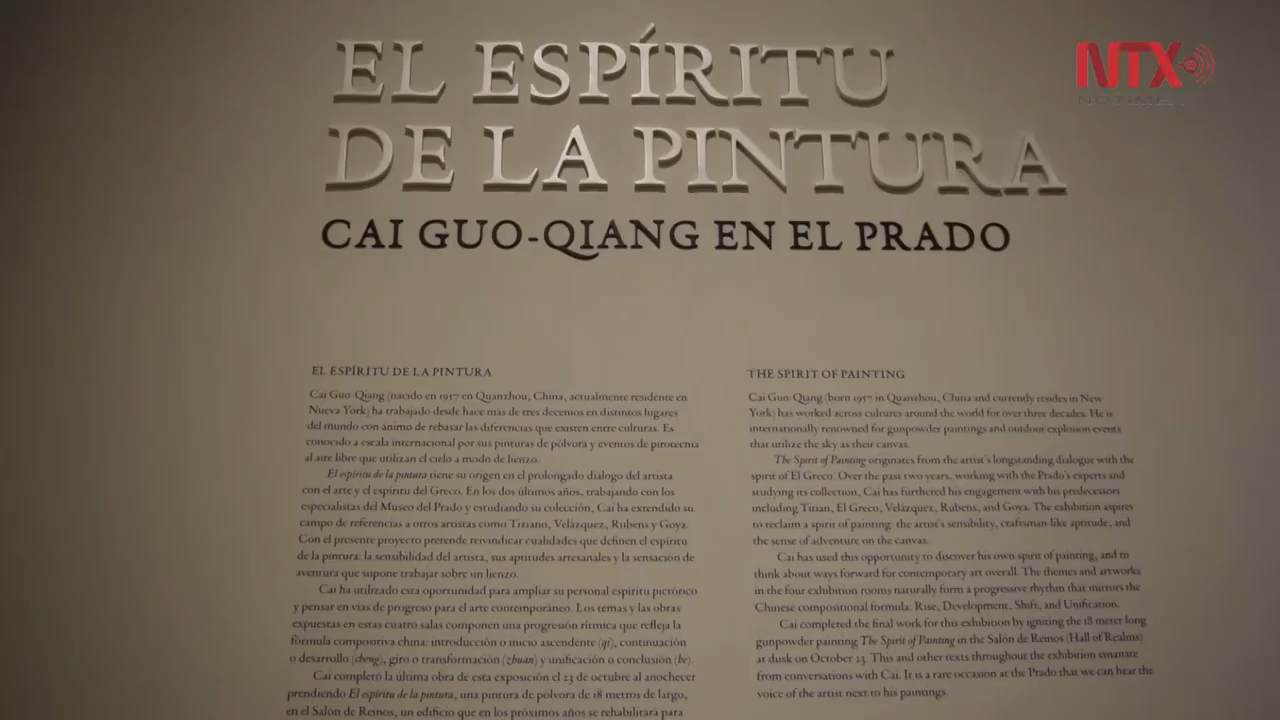 EL ESPÍRITU
DE LA PINTURA
CAI GUO-QIANG EN EL PRADO
NTX
EL ESPÍRITU DE LA PINTURA
Cai Guo-Qiang (nacido en 1957 en Quanzhou, China, actualmente residente en
Nueva York) ha trabajado desde hace más de tres decenios en distintos lugares
del mundo con ánimo de rebasar las diferencias que existen entre culturas. Es
conocido a escala internacional por sus pinturas de pólvora y eventos de pirotecnia
al aire libre que utilizan el cielo a modo de lienzo.
El espíritu de la pintura tiene su origen en el prolongado diálogo del artista
con el arte y el espíritu del Greco. En los dos últimos años, trabajando con los
especialistas del Museo del Prado y estudiando su colección, Cai ha extendido su
campo de referencias a otros artistas como Tiziano, Velázquez, Rubens y Goya.
Con el presente proyecto pretende reivindicar cualidades que definen el espíritu
de la pintura: la sensibilidad del artista, sus aptitudes artesanales y la sensación de
aventura que supone trabajar sobre un lienzo.
Cai ha utilizado esta oportunidad para ampliar su personal espíritu pictórico
y pensar en vías de progreso para el arte contemporáneo. Los temas y las obras
expuestas en estas cuatro salas componen una progresión rítmica que refleja la
fórmula compositiva china: introducción o inicio ascendente (qi), continuación
o desarrollo (cheng), giro o transformación (zhuan) y unificación o conclusión (he).
Cai completó la última obra de esta exposición el 23 de octubre al anochecer
prendiendo El espíritu de la pintura, una pintura de pólvora de 18 metros de largo,
en el Salón de Reinos, un edificio que en los próximos años se rehabilitará para
THE SPIRIT OF PAINTING
Cai Guo-Qiang (born 1957 in Quanzhou, China and currently resides in New
York) has worked across cultures around the world for over three decades. He is
internationally renowned for gunpowder paintings and outdoor explosion events
that utilize the sky as their canvas.
The Spirit of Painting originates from the artist's longstanding dialogue with the
spirit of El Greco. Over the past two years, working with the Prado's experts and
studying its collection, Cai has furthered his engagement with his predecessors
including Titian, El Greco, Velázquez, Rubens, and Goya. The exhibition aspires
to reclaim a spirit of painting: the artist's sensibility, craftsman-like aptitude, and
the sense of adventure on the canvas.
Cai has used this opportunity to discover his own spirit of painting, and to
think about ways forward for contemporary art overall. The themes and artworks
in the four exhibition rooms naturally form a progressive rhythm that mirrors the
Chinese compositional formula: Rise, Development, Shift, and Unification.
Cai completed the final work for this exhibition by igniting the 18 meter-long
gunpowder painting The Spirit of Painting in the Salón de Reinos (Hall of Realms)
at dusk on October 23. This and other texts throughout the exhibition emanate
from conversations with Cai. It is a rare occasion at the Prado that we can hear the
voice of the artist next to his paintings.